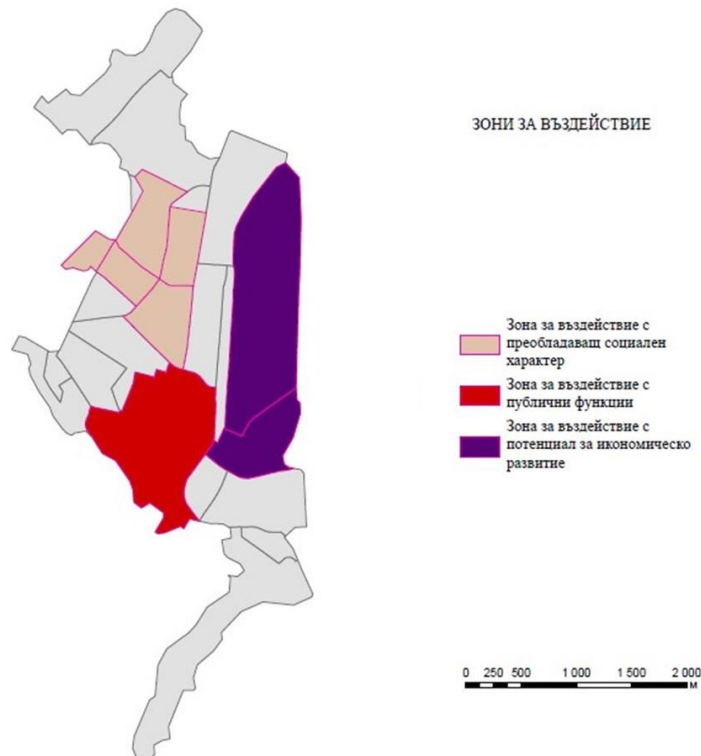 ЗОНИ ЗА ВЪЗДЕЙСТВИЕ
Зона за въздействие с
преобладаващ социален
характер
Зона за въздействие с
публични функции
Зона за въздействие с
потенциал за икономическо
развитие
0 250 500 1 000 1 500 2 000
М